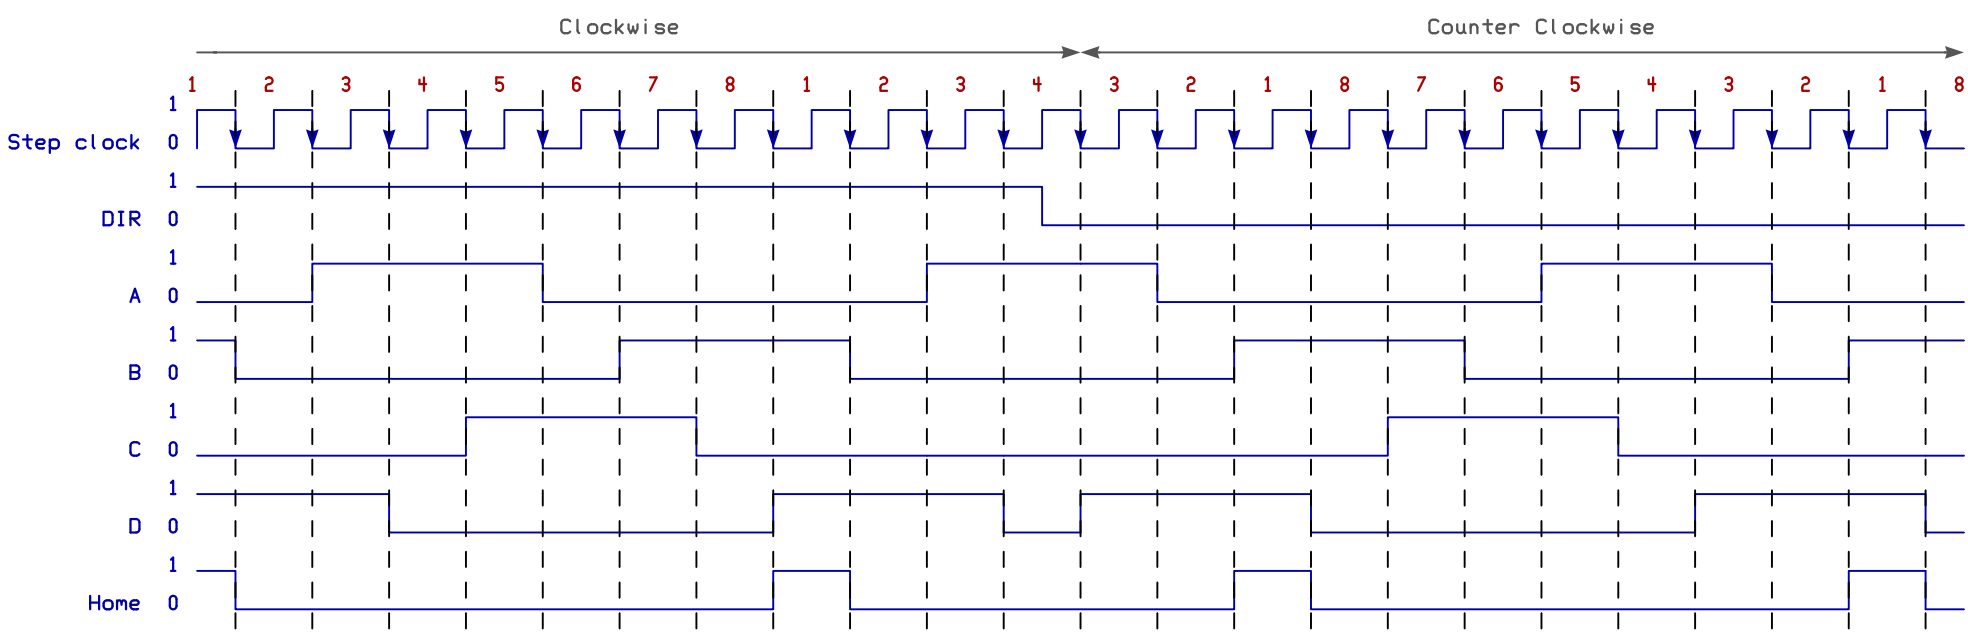 Clockwise Counter Clockwise
1 2 3 4 5 6 7 8 1 2 3 4 3 2 1 8 7 6 5 4 3 2 1 8
1
Step clock 0
1
DIR 0
1
A 0
1
B 0
1
C 0
1
D 0
1
Home 0